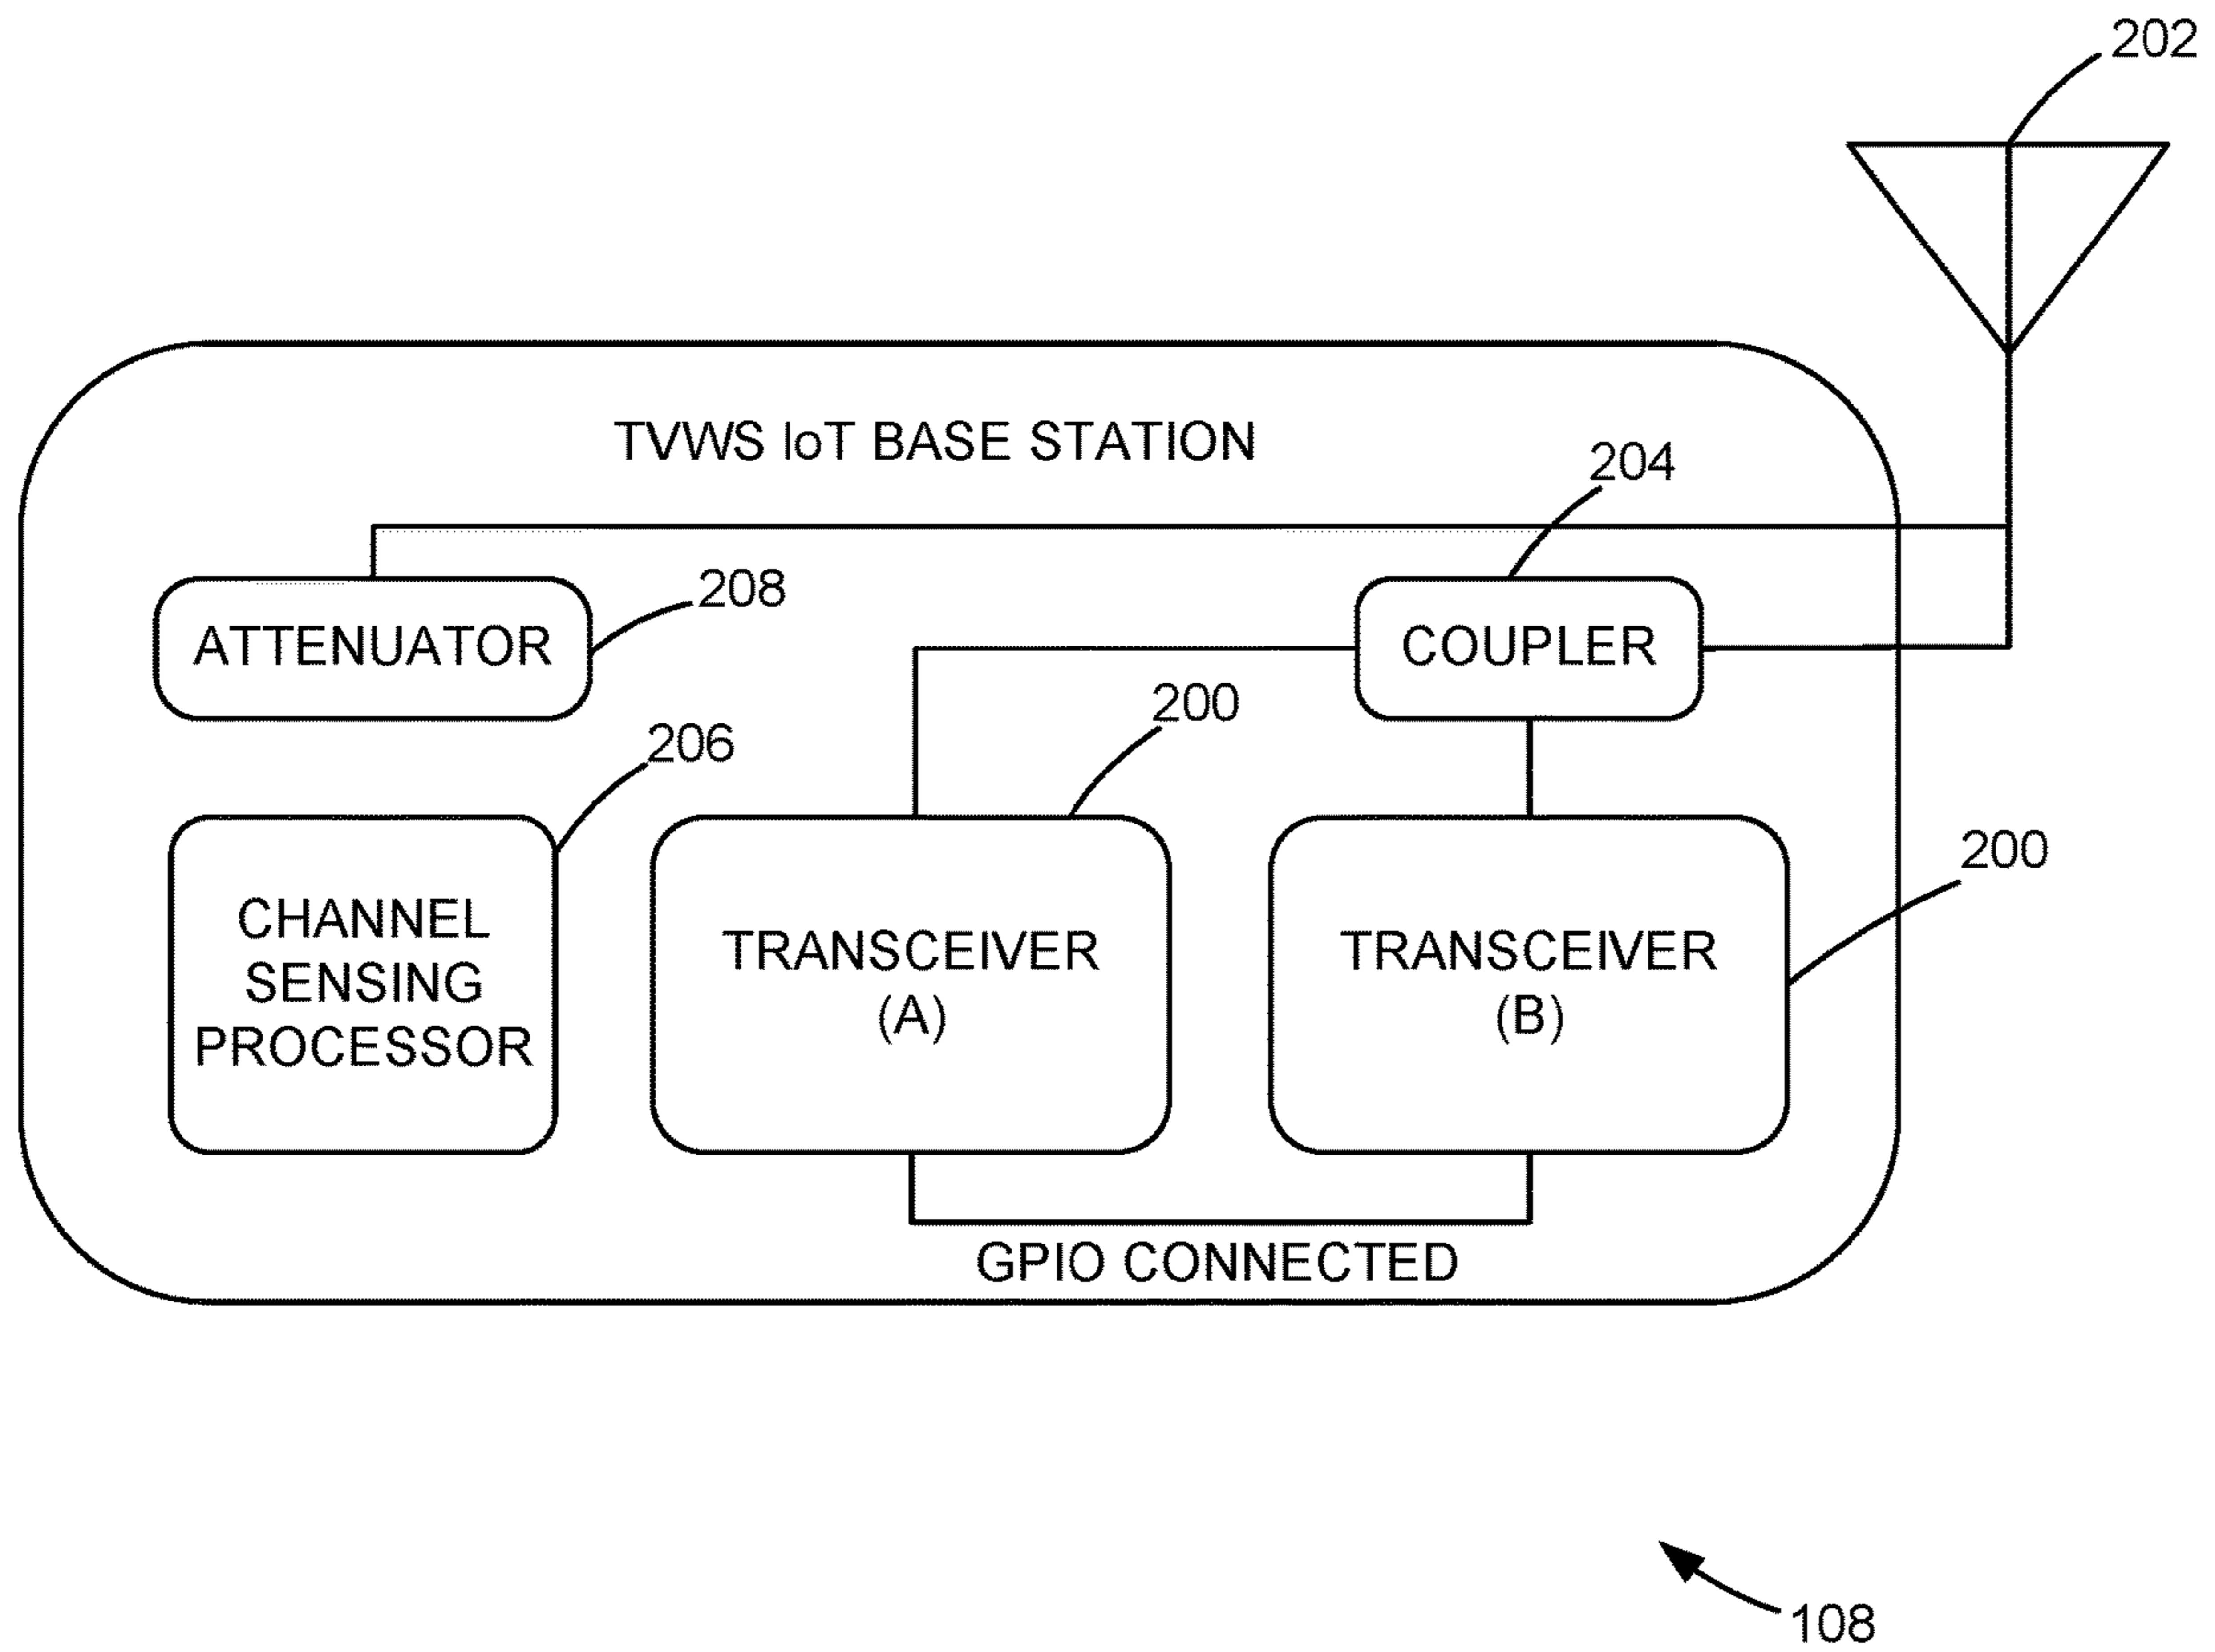 202
TVWS IoT BASE STATION
204
208
ATTENUATOR
COUPLER
200
206
200
CHANNEL
SENSING
PROCESSOR
TRANSCEIVER
(A)
TRANSCEIVER
(B)
GPIO CONNECTED
108